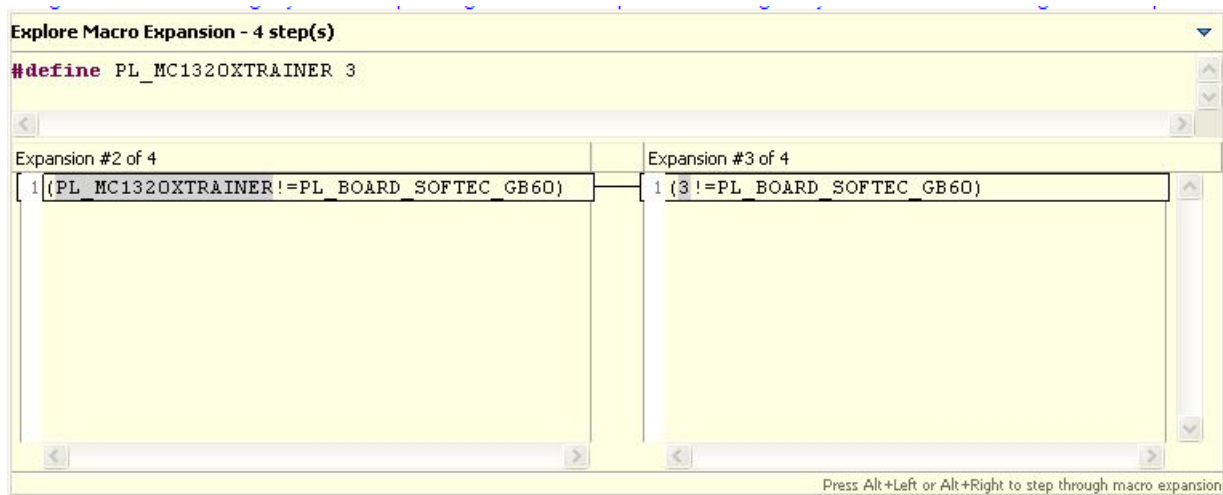 Explore Macro Expansion - 4 step(s)
#define PL_MC1320XTRAINER 3
Expansion #2 of 4
Expansion #3 of 4
1 (PL_MC1320XTRAINER!=PL_BOARD_SOFTEC_GB60)
1 (3!=PL_BOARD_SOFTEC_GB60)
Press Alt+Left or Alt+Right to step through macro expansion